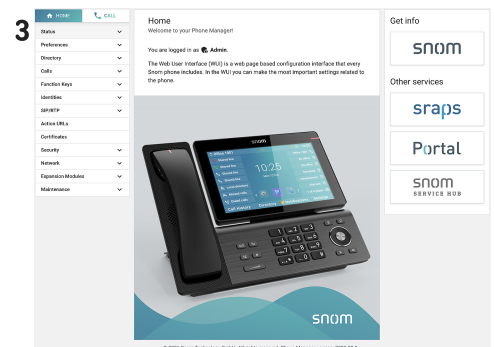 3
HOME
CALL
Status
Preferences
Directory
Calls
Function Keys
Identities
SIP/RTP
Action URLs
Certificates
Security
Network
Expansion Modules
Maintenance
Home
Welcome to your Phone Manager!
You are logged in as Admin.
The Web User Interface (WUI) is a web page based configuration interface that every
Snom phone includes. In the WUI you can make the most important settings related to
the phone.
snom
10:25
Directory
snom
Get info
snom
Other services
sraps
Portal
snom
SERVICE HUB